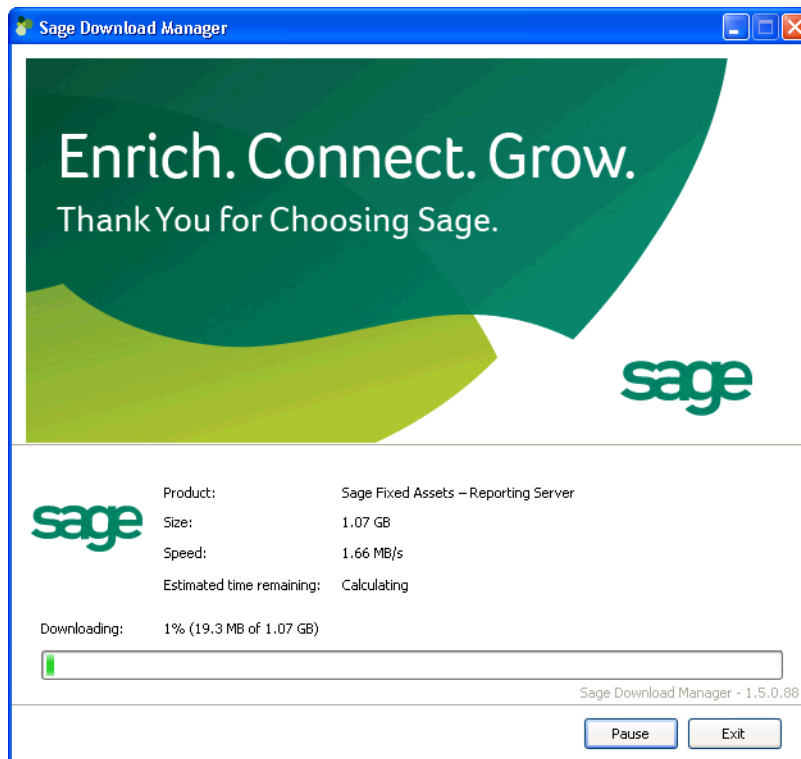 Sage Download Manager
Enrich. Connect. Grow.
Thank You for Choosing Sage.
sage
sage
Product: Sage Fixed Assets – Reporting Server
Size: 1.07 GB
Speed: 1.66 MB/s
Estimated time remaining: Calculating
Downloading: 1% (19.3 MB of 1.07 GB)
Sage Download Manager - 1.5.0.88
Pause Exit